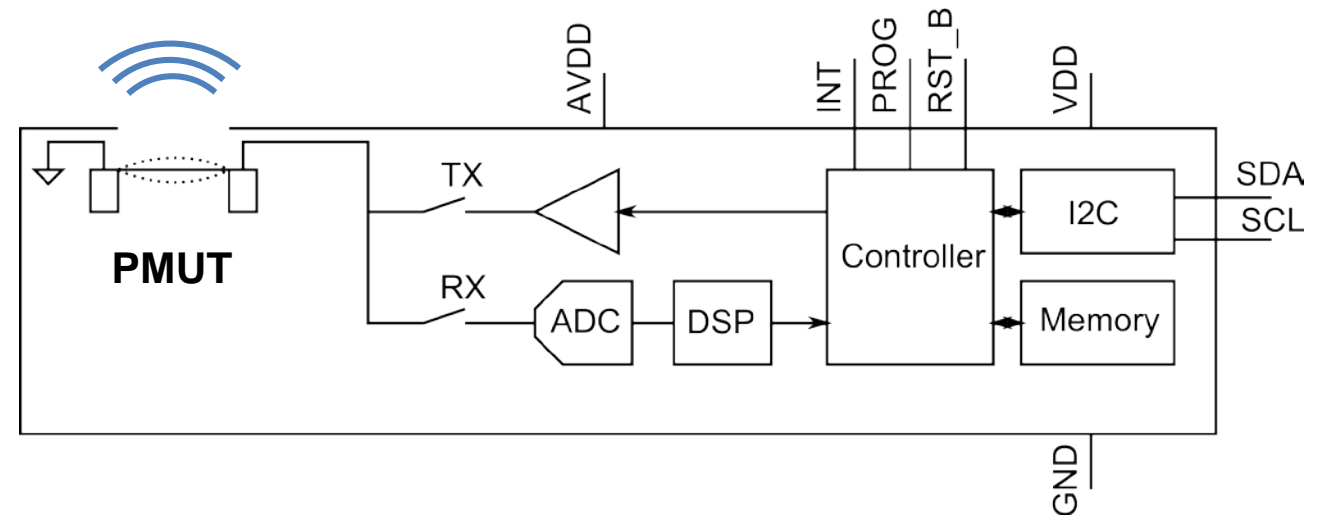 AVDD
INT
PROG
RST_B
VDD
TX
SDA
I2C
SCL
PMUT
Controller
RX
ADC
DSP
Memory
GND